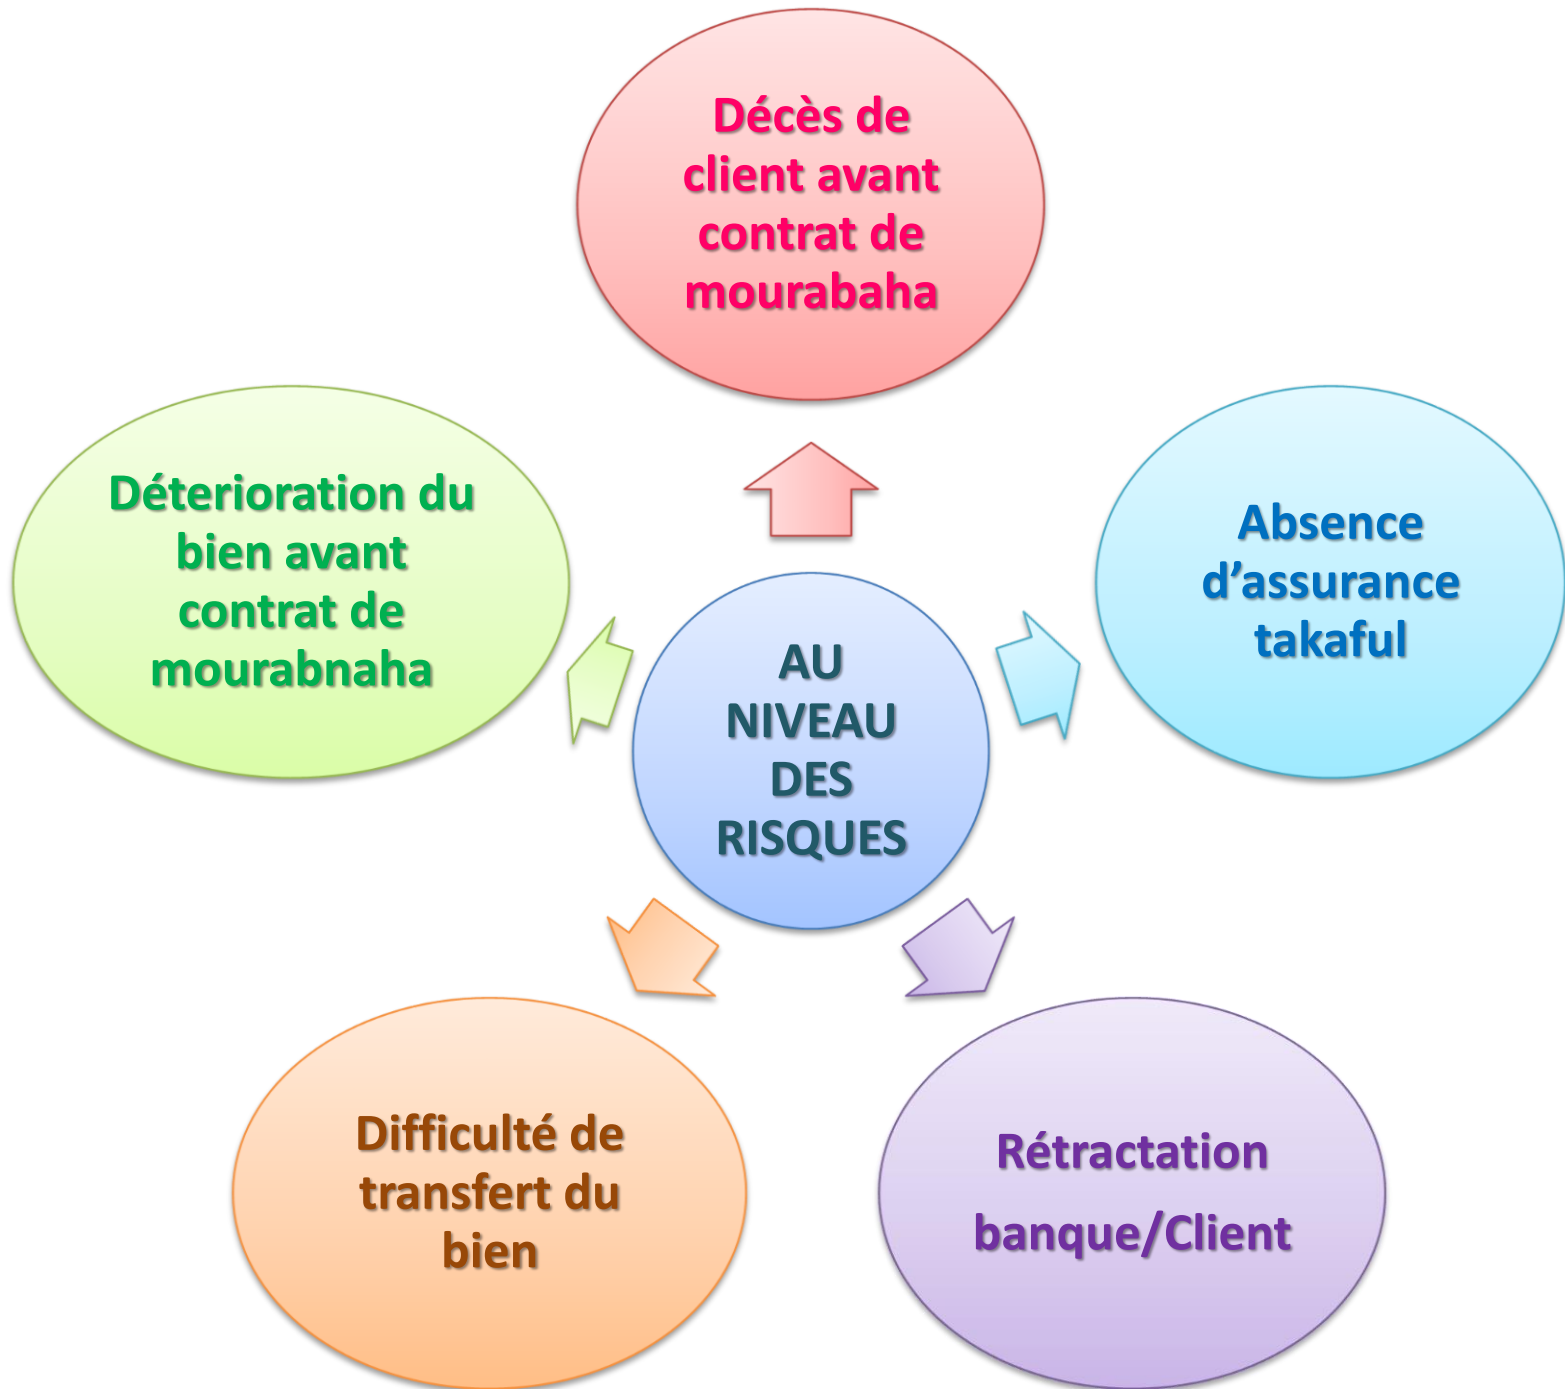 Décès de
client avant
contrat de
mourabaha
Déterioration du
bien avant
contrat de
mourabnaha
Absence
d’assurance
takaful
AU
NIVEAU
DES
RISQUES
Difficulté de
transfert du
bien
Rétractation
banque/Client